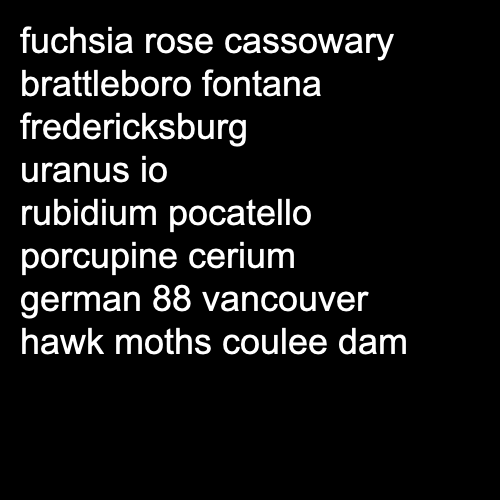 fuchsia rose cassowary
brattleboro fontana
fredericksburg
uranus io
rubidium pocatello
porcupine cerium
german 88 vancouver
hawk moths coulee dam